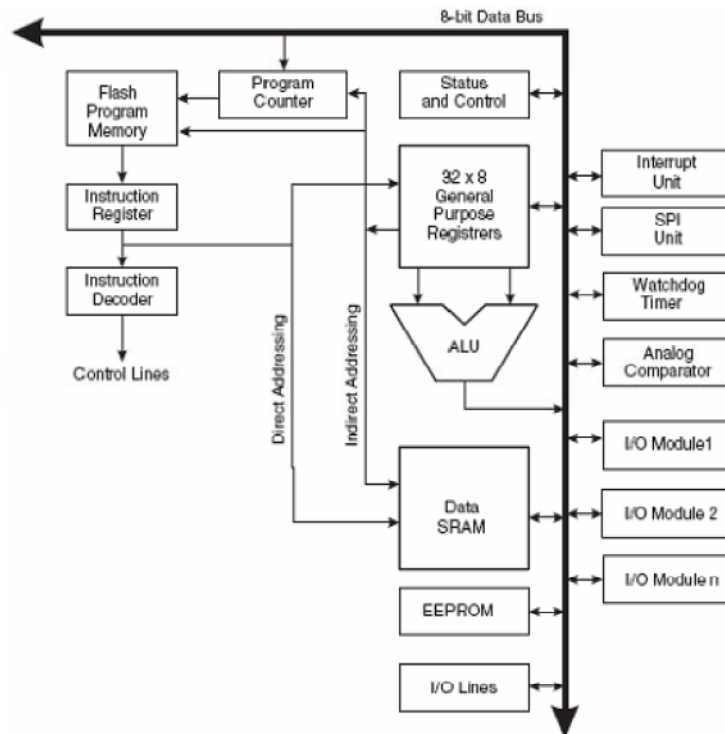 8-bit Data Bus
Flash
Program
Memory
Program
Counter
Status
and Control
Interrupt
Unit
32 x 8
General
Purpose
Registrers
Instruction
Register
SPI
Unit
Instruction
Decoder
Watchdog
Timer
ALU
Analog
Comparator
Control Lines
Direct Addressing
Indirect Addressing
I/O Module1
Data
SRAM
I/O Module 2
I/O Module n
EEPROM
I/O Lines